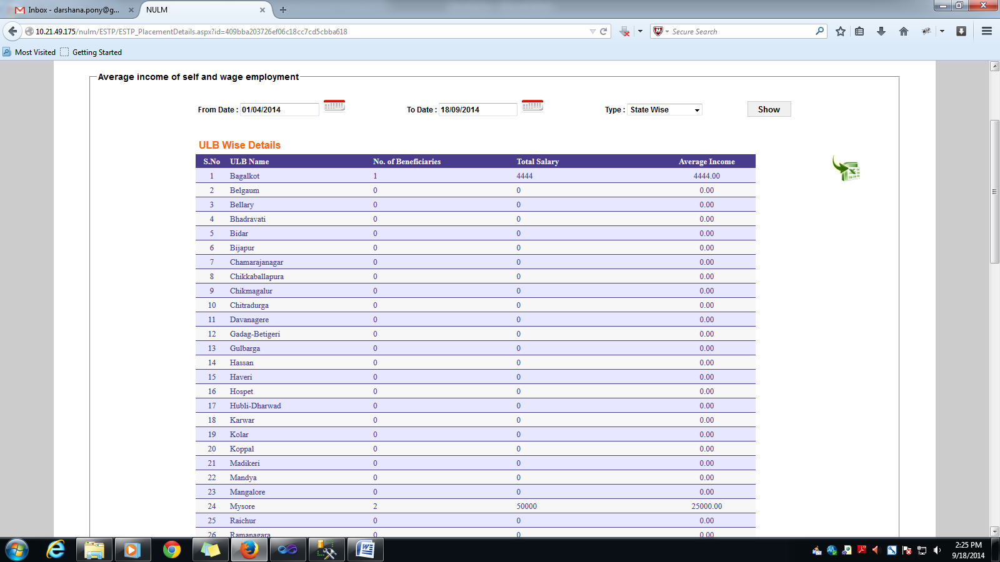 Inbox - darshana.pony@g...
NULM
10.21.49.175/nulm/ESTP/ESTP_PlacementDetails.aspx?id=409bba203726ef06c18cc7cd5cbba618
Secure Search
Most Visited Getting Started
Average income of self and wage employment
From Date : 01/04/2014 To Date : 18/09/2014 Type : State Wise Show
ULB Wise Details
S.No ULB Name No. of Beneficiaries Total Salary Average Income
1 Bagalkot 1 4444 4444.00
2 Belgaum 0 0 0.00
3 Bellary 0 0 0.00
4 Bhadravati 0 0 0.00
5 Bidar 0 0 0.00
6 Bijapur 0 0 0.00
7 Chamarajanagar 0 0 0.00
8 Chikkaballapura 0 0 0.00
9 Chikmagalur 0 0 0.00
10 Chitradurga 0 0 0.00
11 Davanagere 0 0 0.00
12 Gadag-Betigeri 0 0 0.00
13 Gulbarga 0 0 0.00
14 Hassan 0 0 0.00
15 Haveri 0 0 0.00
16 Hospet 0 0 0.00
17 Hubli-Dharwad 0 0 0.00
18 Karwar 0 0 0.00
19 Kolar 0 0 0.00
20 Koppal 0 0 0.00
21 Madikeri 0 0 0.00
22 Mandya 0 0 0.00
23 Mangalore 0 0 0.00
24 Mysore 2 50000 25000.00
25 Raichur 0 0 0.00
26 Ramanagara 0 0 0.00
2:25 PM
9/18/2014